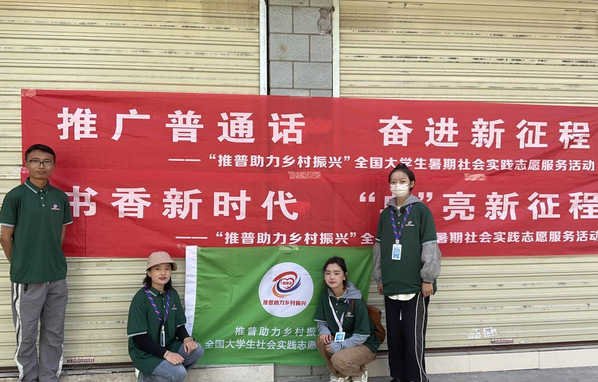 推广普通话 奋进新征程
——“推普助力乡村振兴”全国大学生暑期社会实践志愿服务活动
书香新时代 “ ”亮新征程
——“推普助力乡村振兴”全国大学生暑期社会实践志愿服务活动
推普助力乡村振兴
推普助力乡村振
全国大学生社会实践志愿